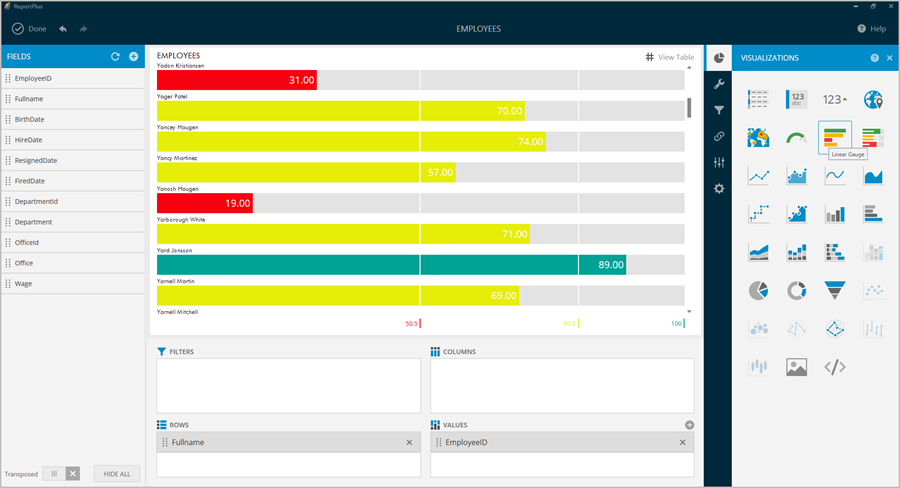 ReportPlus
Done
EMPLOYEES
Help
FIELDS
EmployeeID
Fullname
BirthDate
HireDate
ResignedDate
FiredDate
DepartmentId
Department
OfficeId
Office
Wage
Transposed
HIDE ALL
EMPLOYEES
View Table
Yadon Kristiansen
31.00
Yager Patel
70.00
Yancey Haugen
74.00
Yancy Martinez
57.00
Yanosh Haugen
19.00
Yarborough White
71.00
Yard Jonsson
89.00
Yarnell Martin
69.00
Yarnell Mitchell
50.5
80.2
100
FILTERS
COLUMNS
ROWS
Fullname
VALUES
EmployeeID
VISUALIZATIONS
123
abc
123
Linear Gauge